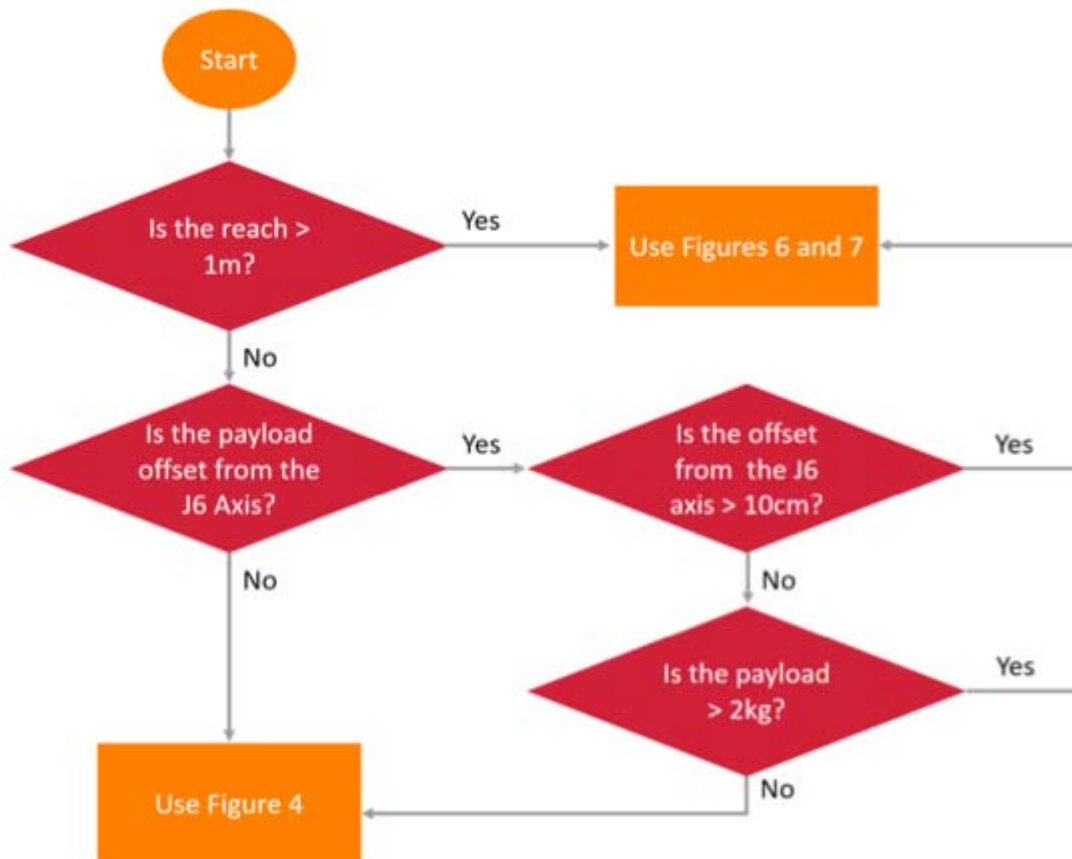 Start
Is the reach >
1m?
Yes
Use Figures 6 and 7
No
Is the payload
offset from the
J6 Axis?
Yes
Is the offset
from the J6
axis > 10cm?
Yes
No
No
Is the payload
> 2kg?
Yes
No
Use Figure 4